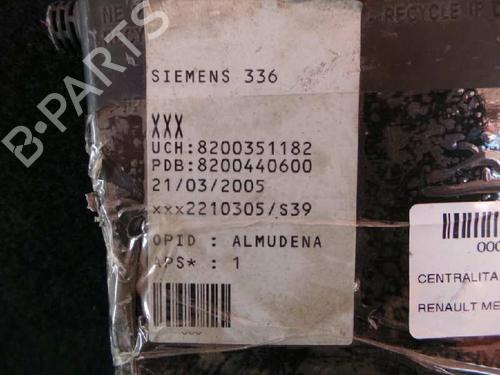 B-PARTS
RECYCLE IF
SIEMENS 336
XXX
UCH:8200351182
PDB:8200440600
21/03/2005
xxx2210305/S39
OPID : ALMUDENA
APS* : 1
000
CENTRALITA
RENAULT ME